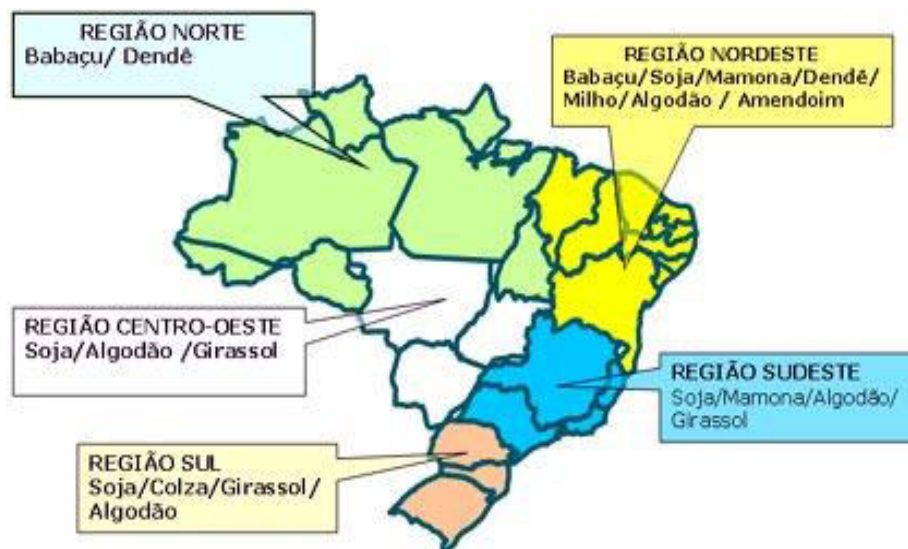 REGIÃO NORTE
Babaçu/ Dendê
REGIÃO NORDESTE
Babaçu/Soja/Mamona/Dendê/
Milho/Algodão / Amendoim
REGIÃO CENTRO-OESTE
Soja/Algodão /Girassol
REGIÃO SUDESTE
Soja/Mamona/Algodão/
Girassol
REGIÃO SUL
Soja/Colza/Girassol/
Algodão